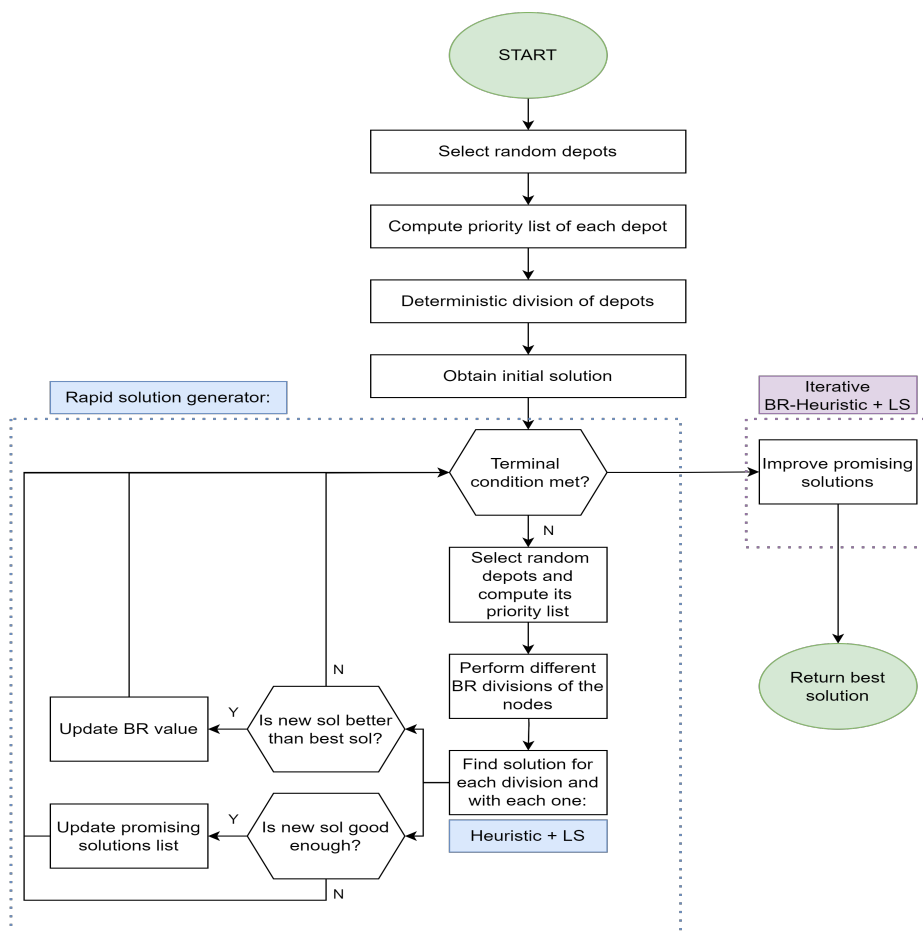 START
Select random depots
Compute priority list of each depot
Deterministic division of depots
Obtain initial solution
Rapid solution generator:
Iterative
BR-Heuristic + LS
Terminal
condition met?
Improve promising
solutions
N
Select random
depots and
compute its
priority list
Perform different
BR divisions of the
nodes
Return best
solution
N
Is new sol better
than best sol?
Y
Update BR value
Find solution for
each division and
with each one:
Heuristic + LS
Is new sol good
enough?
Y
Update promising
solutions list
N